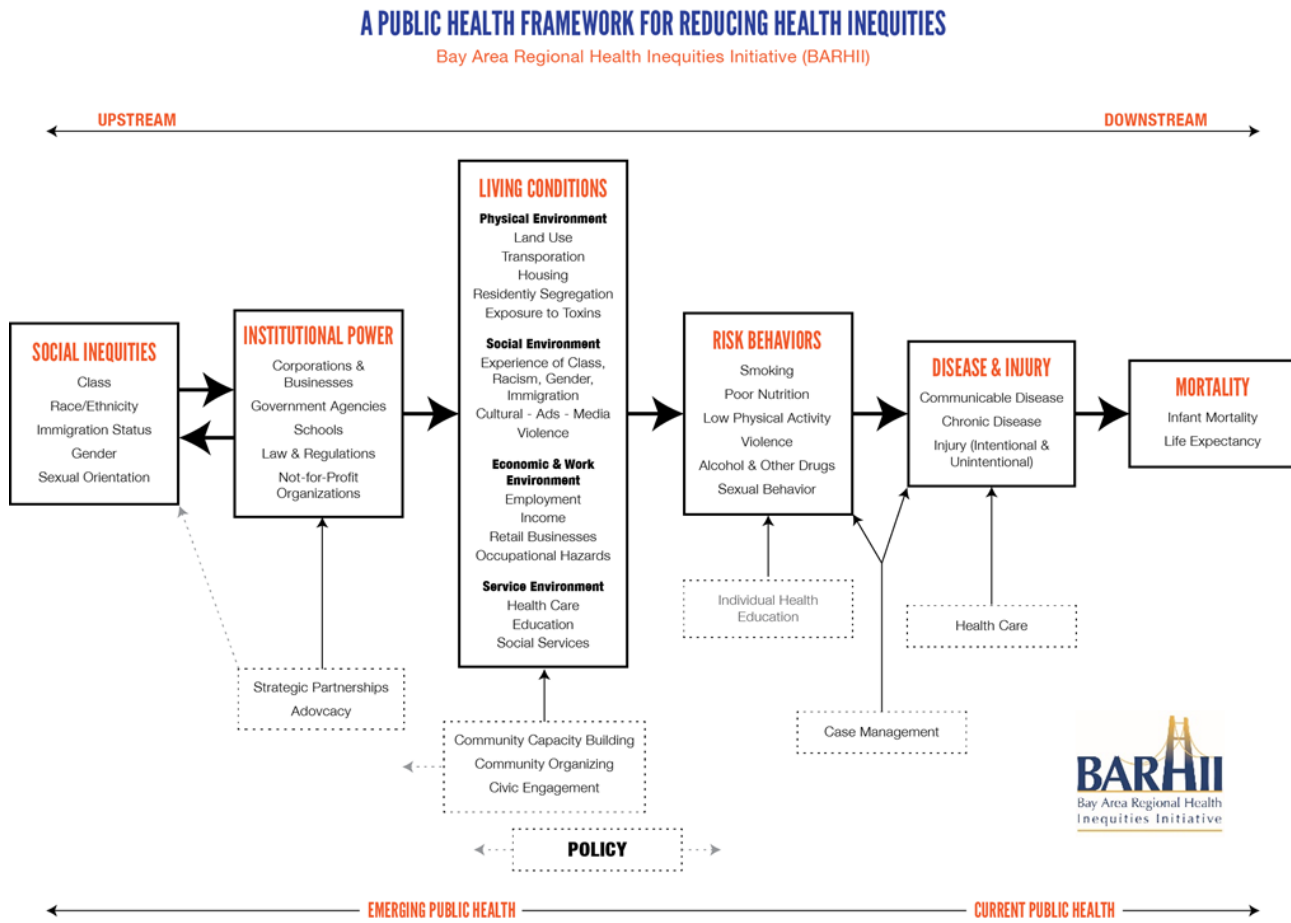 A PUBLIC HEALTH FRAMEWORK FOR REDUCING HEALTH INEQUITIES
Bay Area Regional Health Inequities Initiative (BARHII)
UPSTREAM
DOWNSTREAM
SOCIAL INEQUITIES
Class
Race/Ethnicity
Immigration Status
Gender
Sexual Orientation
INSTITUTIONAL POWER
Corporations &
Businesses
Government Agencies
Schools
Law & Regulations
Not-for-Profit
Organizations
LIVING CONDITIONS
Physical Environment
Land Use
Transporation
Housing
Residentiy Segregation
Exposure to Toxins
Social Environment
Experience of Class,
Racism, Gender,
Immigration
Cultural - Ads - Media
Violence
Economic & Work
Environment
Employment
Income
Retail Businesses
Occupational Hazards
Service Environment
Health Care
Education
Social Services
RISK BEHAVIORS
Smoking
Poor Nutrition
Low Physical Activity
Violence
Alcohol & Other Drugs
Sexual Behavior
DISEASE & INJURY
Communicable Disease
Chronic Disease
Injury (Intentional &
Unintentional)
MORTALITY
Infant Mortality
Life Expectancy
Strategic Partnerships
Adovcacy
Community Capacity Building
Community Organizing
Civic Engagement
Individual Health
Education
Case Management
Health Care
POLICY
BARHII
Bay Area Regional Health
Inequities Initiative
EMERGING PUBLIC HEALTH
CURRENT PUBLIC HEALTH